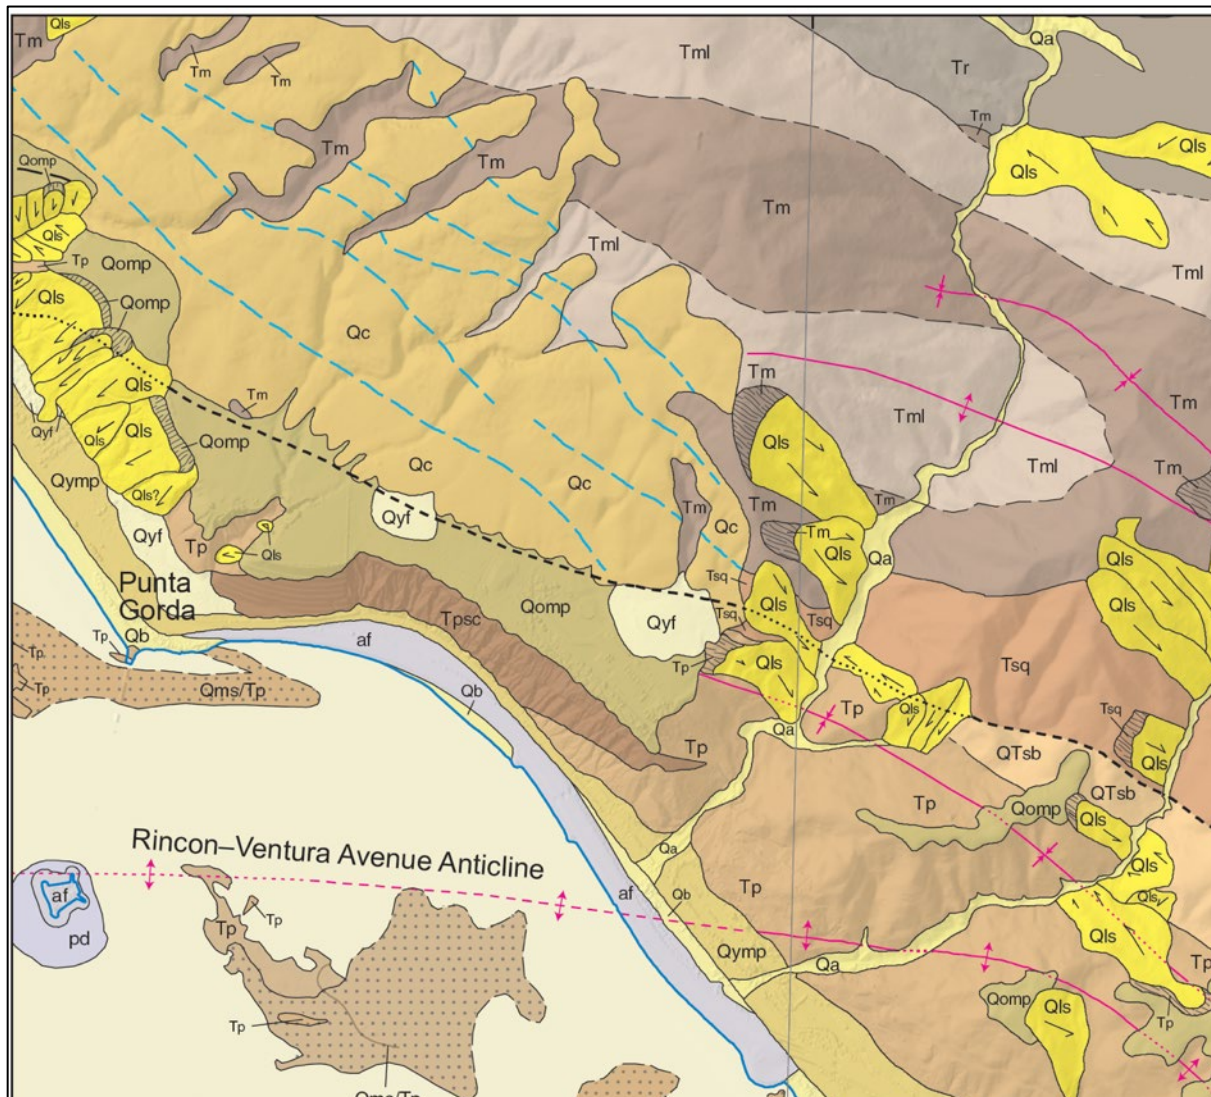 Qls
Tm
Tm
Tm
Tml
Tr
Qa
Tm
Qls
Qls
Qomp
Tm
Tm
Tm
Qls
Tp
Qomp
Tml
Tml
Qls
Qomp
Qc
Tm
Qls
Tm
Tml
Tm
Qyf
Qls
Qls
Qomp
Qls
Tml
Qymp
Qls?
Qc
Qc
Tm
Tm
Tm
Tm
Qyf
Tp
Qls
Qyf
Qc
Tm
Qls
Qa
Punta
Gorda
Qomp
Tsq
Qls
Qls
Tpsc
Qyf
Tsq
Tsq
Tp
Qb
af
Tp
Qls
Tsq
Tp
Tp
Qms/Tp
Qb
Tp
Qa
Tp
Qls
Tsq
QTsb
Qls
QTsb
Tp
Qomp
Qls
Rincon–Ventura Avenue Anticline
Qa
af
pd
Tp
Tp
af
Qb
Tp
Qls
Qls
Qymp
Qa
Tp
Tp
Qomp
Qls
Tp
Qms/Tp